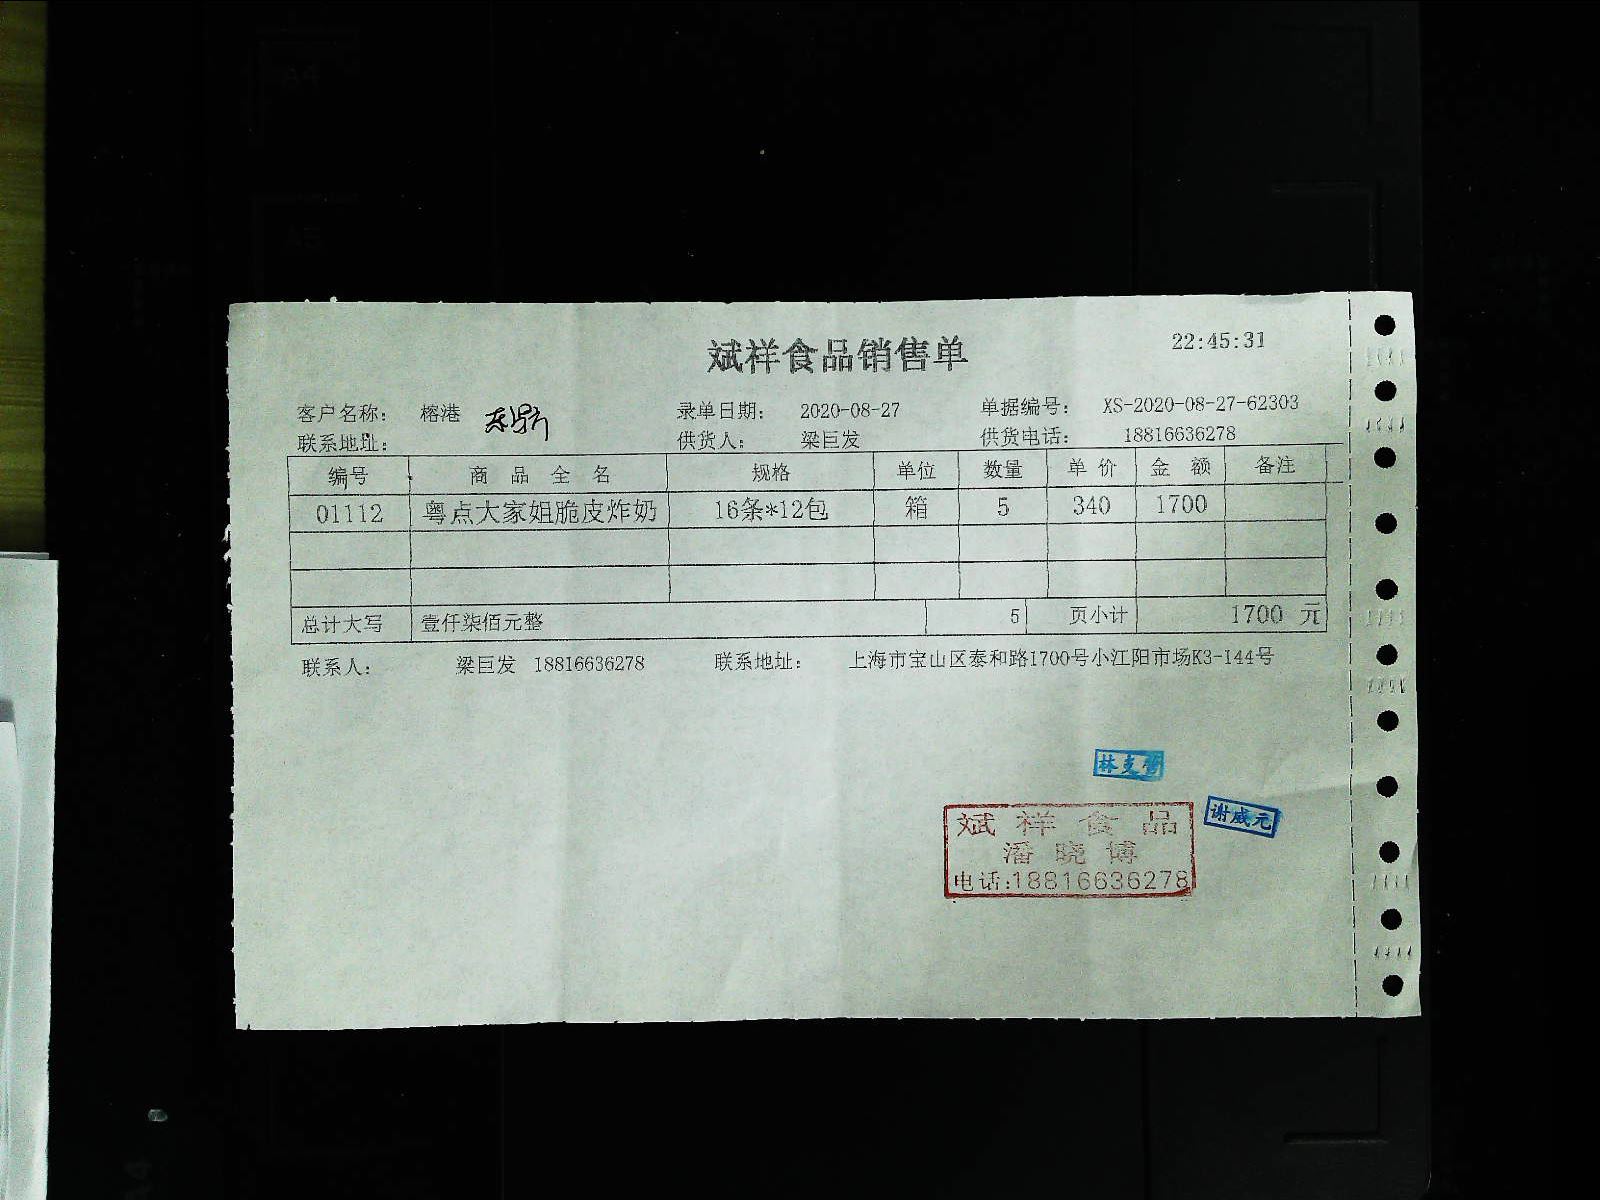 22:45:31
斌祥食品销售单
客户名称： 榕港 录单日期： 2020-08-27 单据编号： XS-2020-08-27-62303
联系地址： 供货人： 梁巨发 供货电话： 18816636278
编号 商品全名 规格 单位 数量 单价 金额 备注
01112 粤点大家姐脆皮炸奶 16条*12包 箱 5 340 1700
总计大写 壹仟柒佰元整 5 页小计 1700 元
联系人： 梁巨发 18816636278 联系地址： 上海市宝山区泰和路1700号小江阳市场K3-144号
斌祥食品
潘晓博
电话:18816636278
谢威元
A4
A5